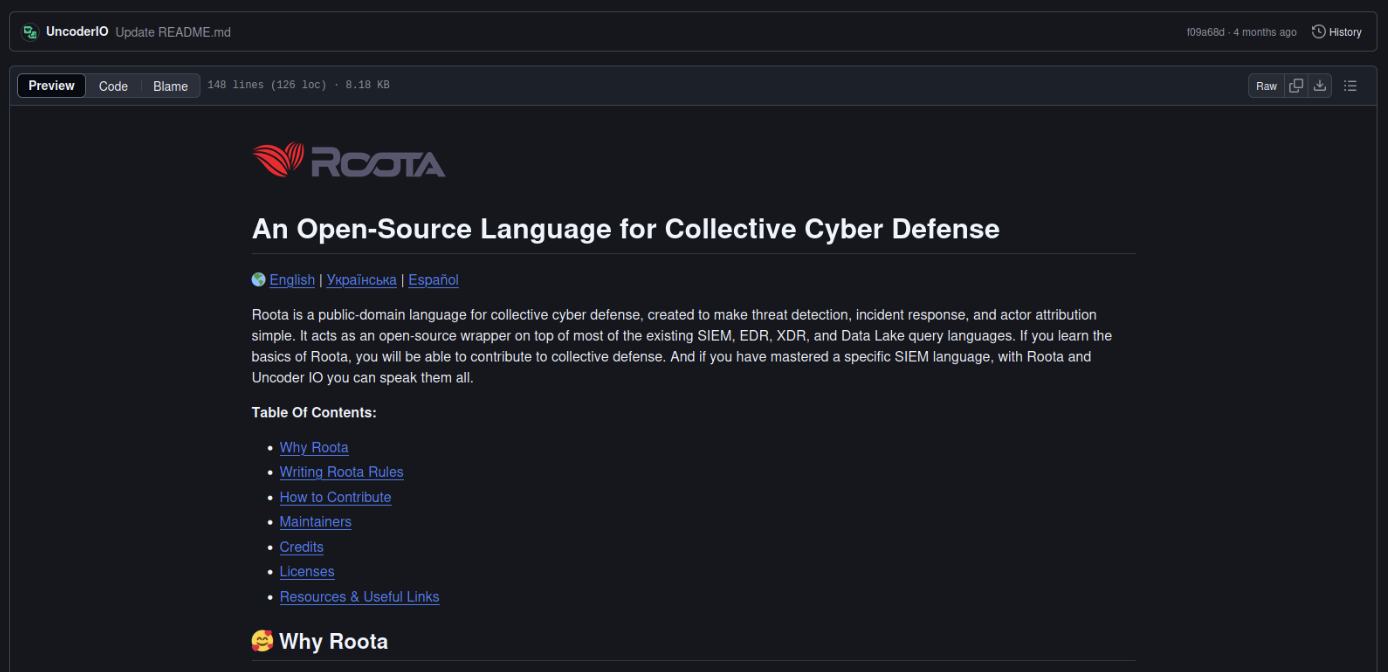 UncoderIO Update README.md f09a68d · 4 months ago History
Preview Code Blame 148 lines (126 loc) · 8.18 KB Raw
ROOTA
An Open-Source Language for Collective Cyber Defense
English | Українська | Español
Roota is a public-domain language for collective cyber defense, created to make threat detection, incident response, and actor attribution
simple. It acts as an open-source wrapper on top of most of the existing SIEM, EDR, XDR, and Data Lake query languages. If you learn the
basics of Roota, you will be able to contribute to collective defense. And if you have mastered a specific SIEM language, with Roota and
Uncoder IO you can speak them all.
Table Of Contents:
• Why Roota
• Writing Roota Rules
• How to Contribute
• Maintainers
• Credits
• Licenses
• Resources & Useful Links
🥰 Why Roota